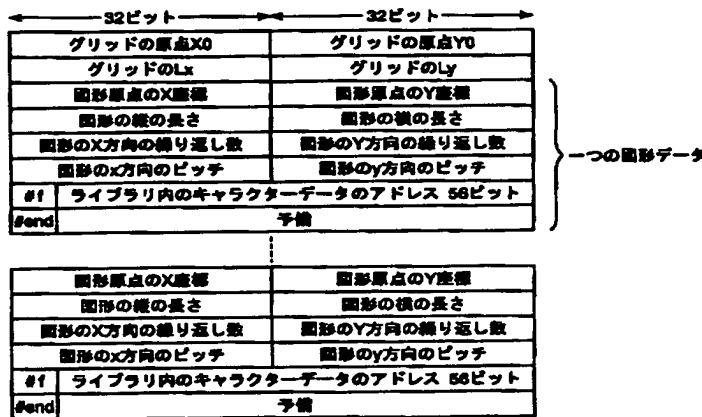 32ビット 32ビット
グリッドの原点X0 グリッドの原点Y0
グリッドのLx グリッドのLy
図形原点のX座標 図形原点のY座標
図形の縦の長さ 図形の横の長さ
図形のX方向の繰り返し数 図形のY方向の繰り返し数
図形のx方向のピッチ 図形のy方向のピッチ
#f ライブラリ内のキャラクターデータのアドレス 56ビット
#end 予備
一つの図形データ
図形原点のX座標 図形原点のY座標
図形の縦の長さ 図形の横の長さ
図形のX方向の繰り返し数 図形のY方向の繰り返し数
図形のx方向のピッチ 図形のy方向のピッチ
#f ライブラリ内のキャラクターデータのアドレス 56ビット
#end 予備